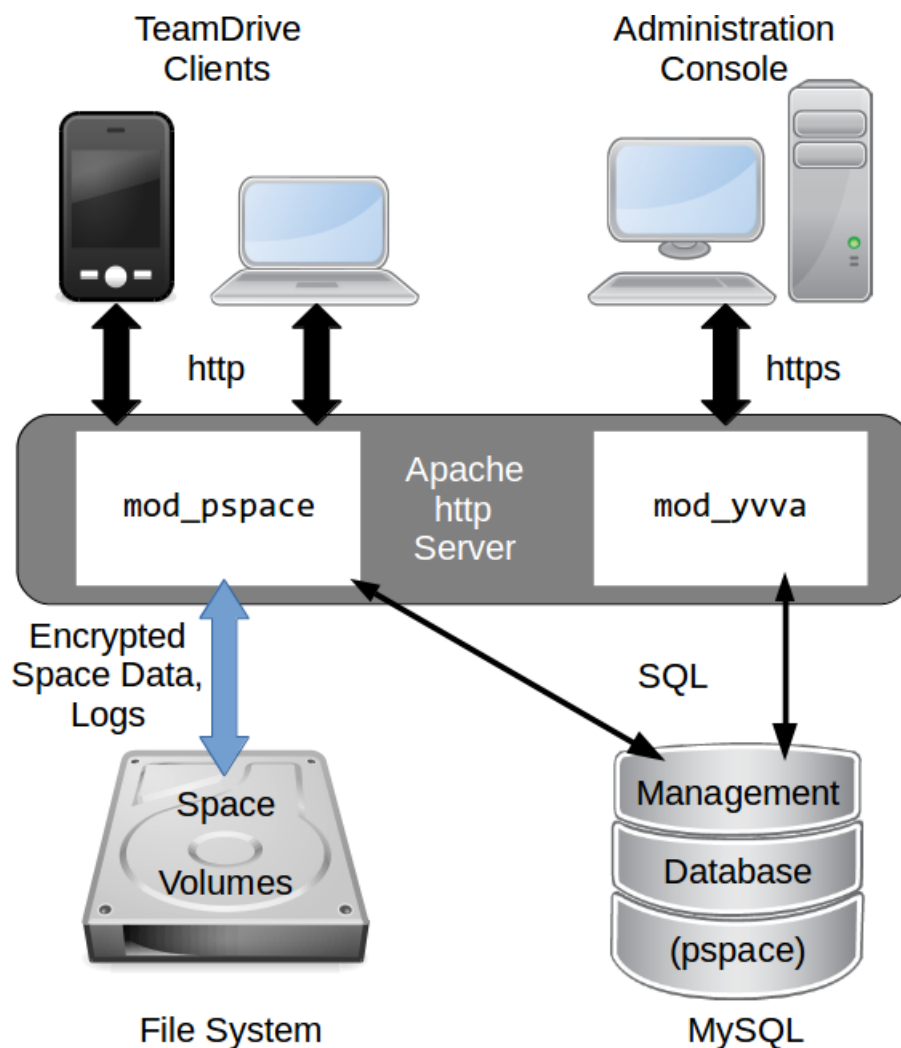 TeamDrive
Clients
Administration
Console
http
https
mod_pspace
Apache
http
Server
mod_yvva
Encrypted
Space Data,
Logs
SQL
Space
Volumes
Management
Database
(pspace)
File System
MySQL